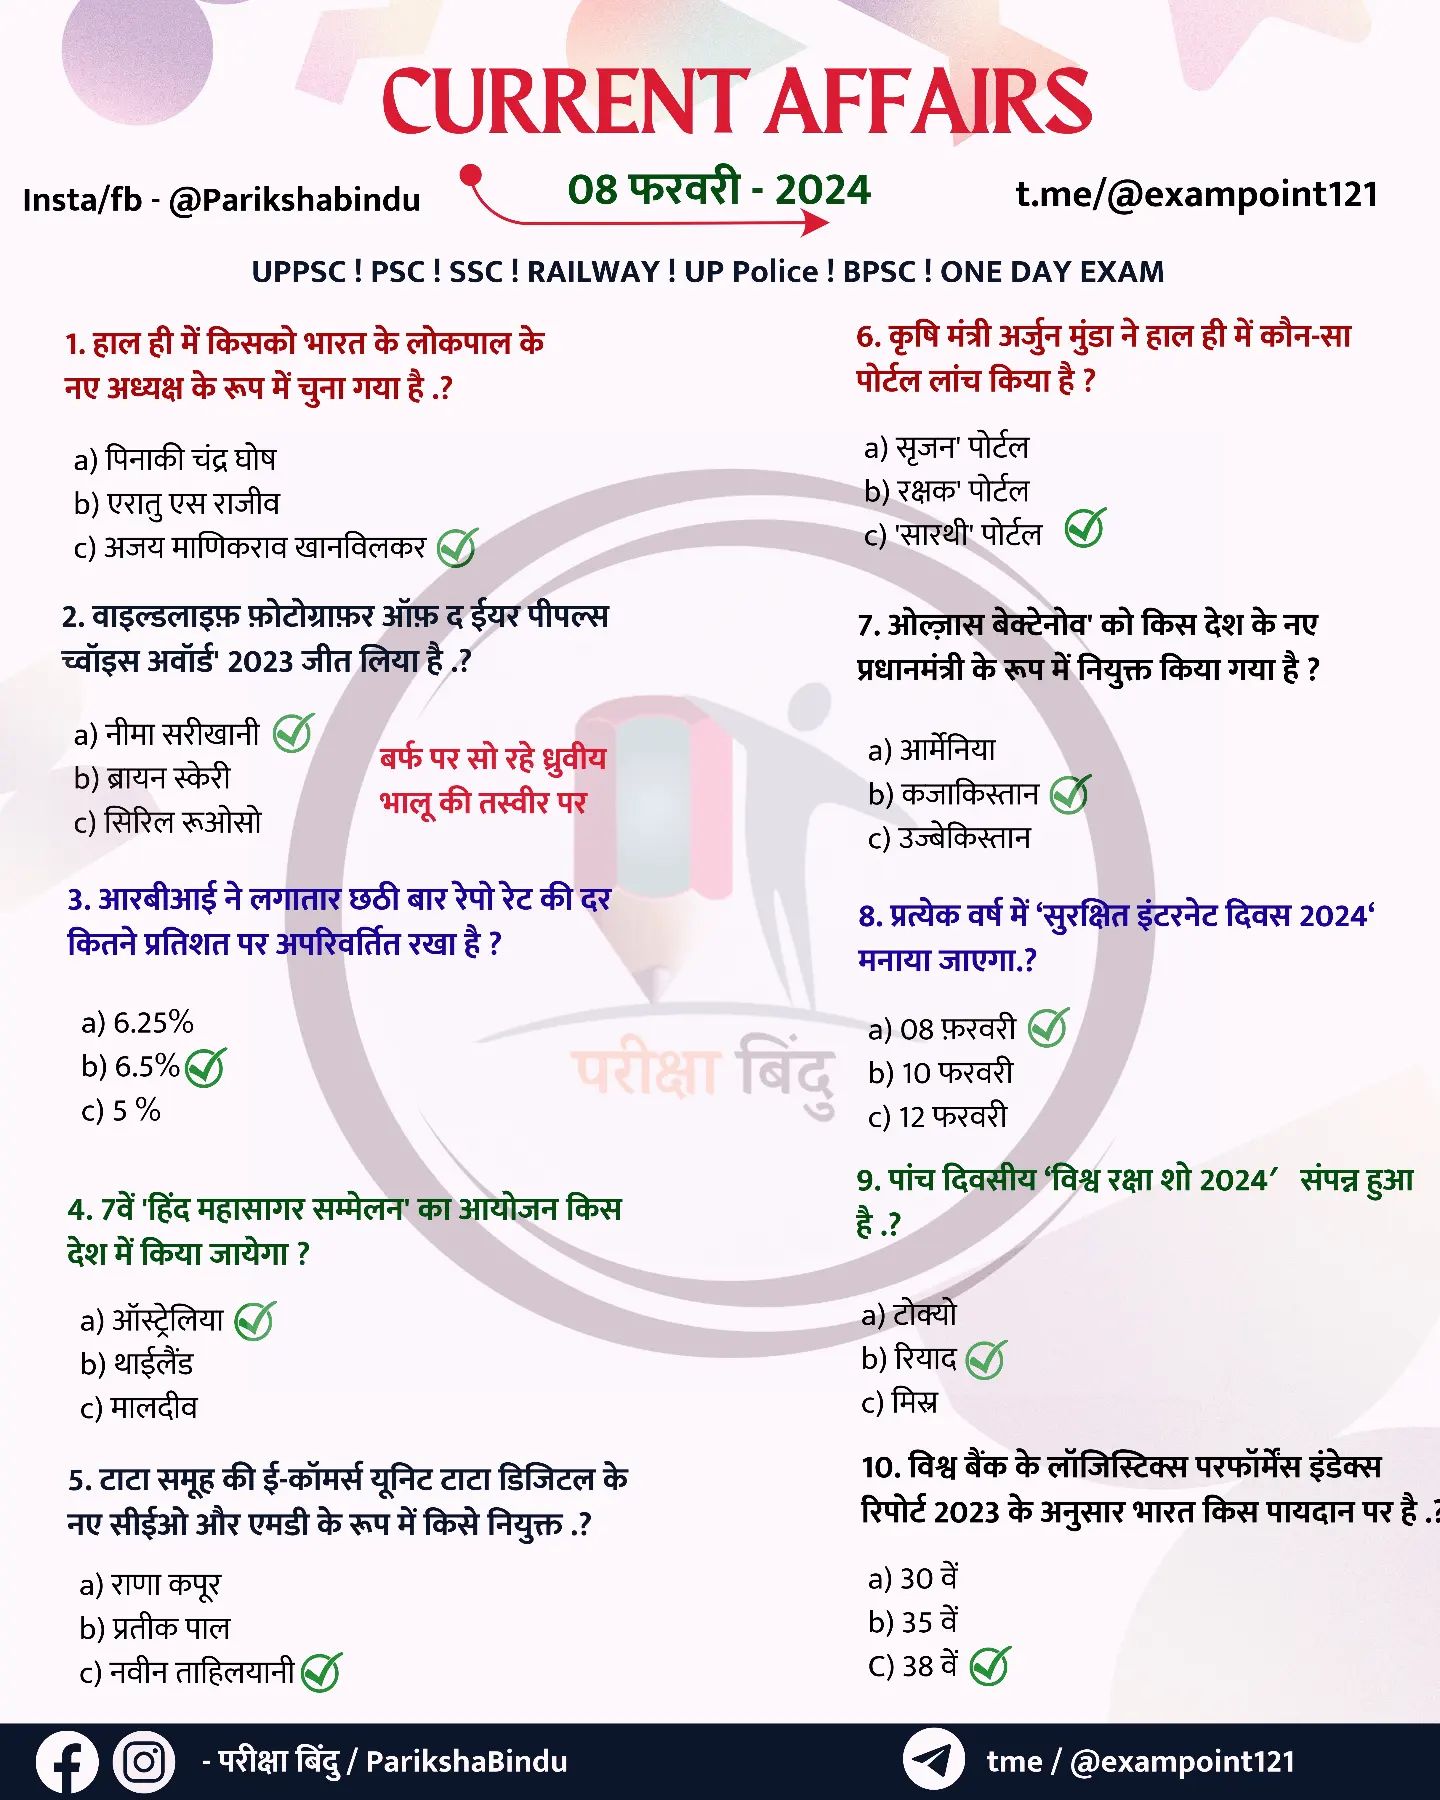 CURRENT AFFAIRS
Insta/fb - @Parikshabindu
08 फरवरी - 2024
t.me/@exampoint121
UPPSC ! PSC ! SSC ! RAILWAY ! UP Police ! BPSC ! ONE DAY EXAM
1. हाल ही में किसको भारत के लोकपाल के
नए अध्यक्ष के रूप में चुना गया है .?
a) पिनाकी चंद्र घोष
b) एरातु एस राजीव
c) अजय माणिकराव खानविलकर
2. वाइल्डलाइफ़ फ़ोटोग्राफ़र ऑफ़ द ईयर पीपल्स
च्वॉइस अवॉर्ड' 2023 जीत लिया है .?
a) नीमा सरीखानी
b) ब्रायन स्केरी
c) सिरिल रूओसो
बर्फ पर सो रहे ध्रुवीय
भालू की तस्वीर पर
3. आरबीआई ने लगातार छठी बार रेपो रेट की दर
कितने प्रतिशत पर अपरिवर्तित रखा है ?
a) 6.25%
b) 6.5%
c) 5 %
4. 7वें 'हिंद महासागर सम्मेलन' का आयोजन किस
देश में किया जायेगा ?
a) ऑस्ट्रेलिया
b) थाईलैंड
c) मालदीव
5. टाटा समूह की ई-कॉमर्स यूनिट टाटा डिजिटल के
नए सीईओ और एमडी के रूप में किसे नियुक्त .?
a) राणा कपूर
b) प्रतीक पाल
c) नवीन ताहिलयानी
6. कृषि मंत्री अर्जुन मुंडा ने हाल ही में कौन-सा
पोर्टल लांच किया है ?
a) सृजन' पोर्टल
b) रक्षक' पोर्टल
c) 'सारथी' पोर्टल
7. ओल्ज़ास बेक्टेनोव' को किस देश के नए
प्रधानमंत्री के रूप में नियुक्त किया गया है ?
a) आर्मेनिया
b) कजाकिस्तान
c) उज्बेकिस्तान
8. प्रत्येक वर्ष में ‘सुरक्षित इंटरनेट दिवस 2024‘
मनाया जाएगा.?
a) 08 फ़रवरी
b) 10 फरवरी
c) 12 फरवरी
9. पांच दिवसीय ‘विश्व रक्षा शो 2024′ संपन्न हुआ
है .?
a) टोक्यो
b) रियाद
c) मिस्र
10. विश्व बैंक के लॉजिस्टिक्स परफॉर्मेंस इंडेक्स
रिपोर्ट 2023 के अनुसार भारत किस पायदान पर है .?
a) 30 वें
b) 35 वें
C) 38 वें
परीक्षा बिंदु
- परीक्षा बिंदु / ParikshaBindu
tme / @exampoint121